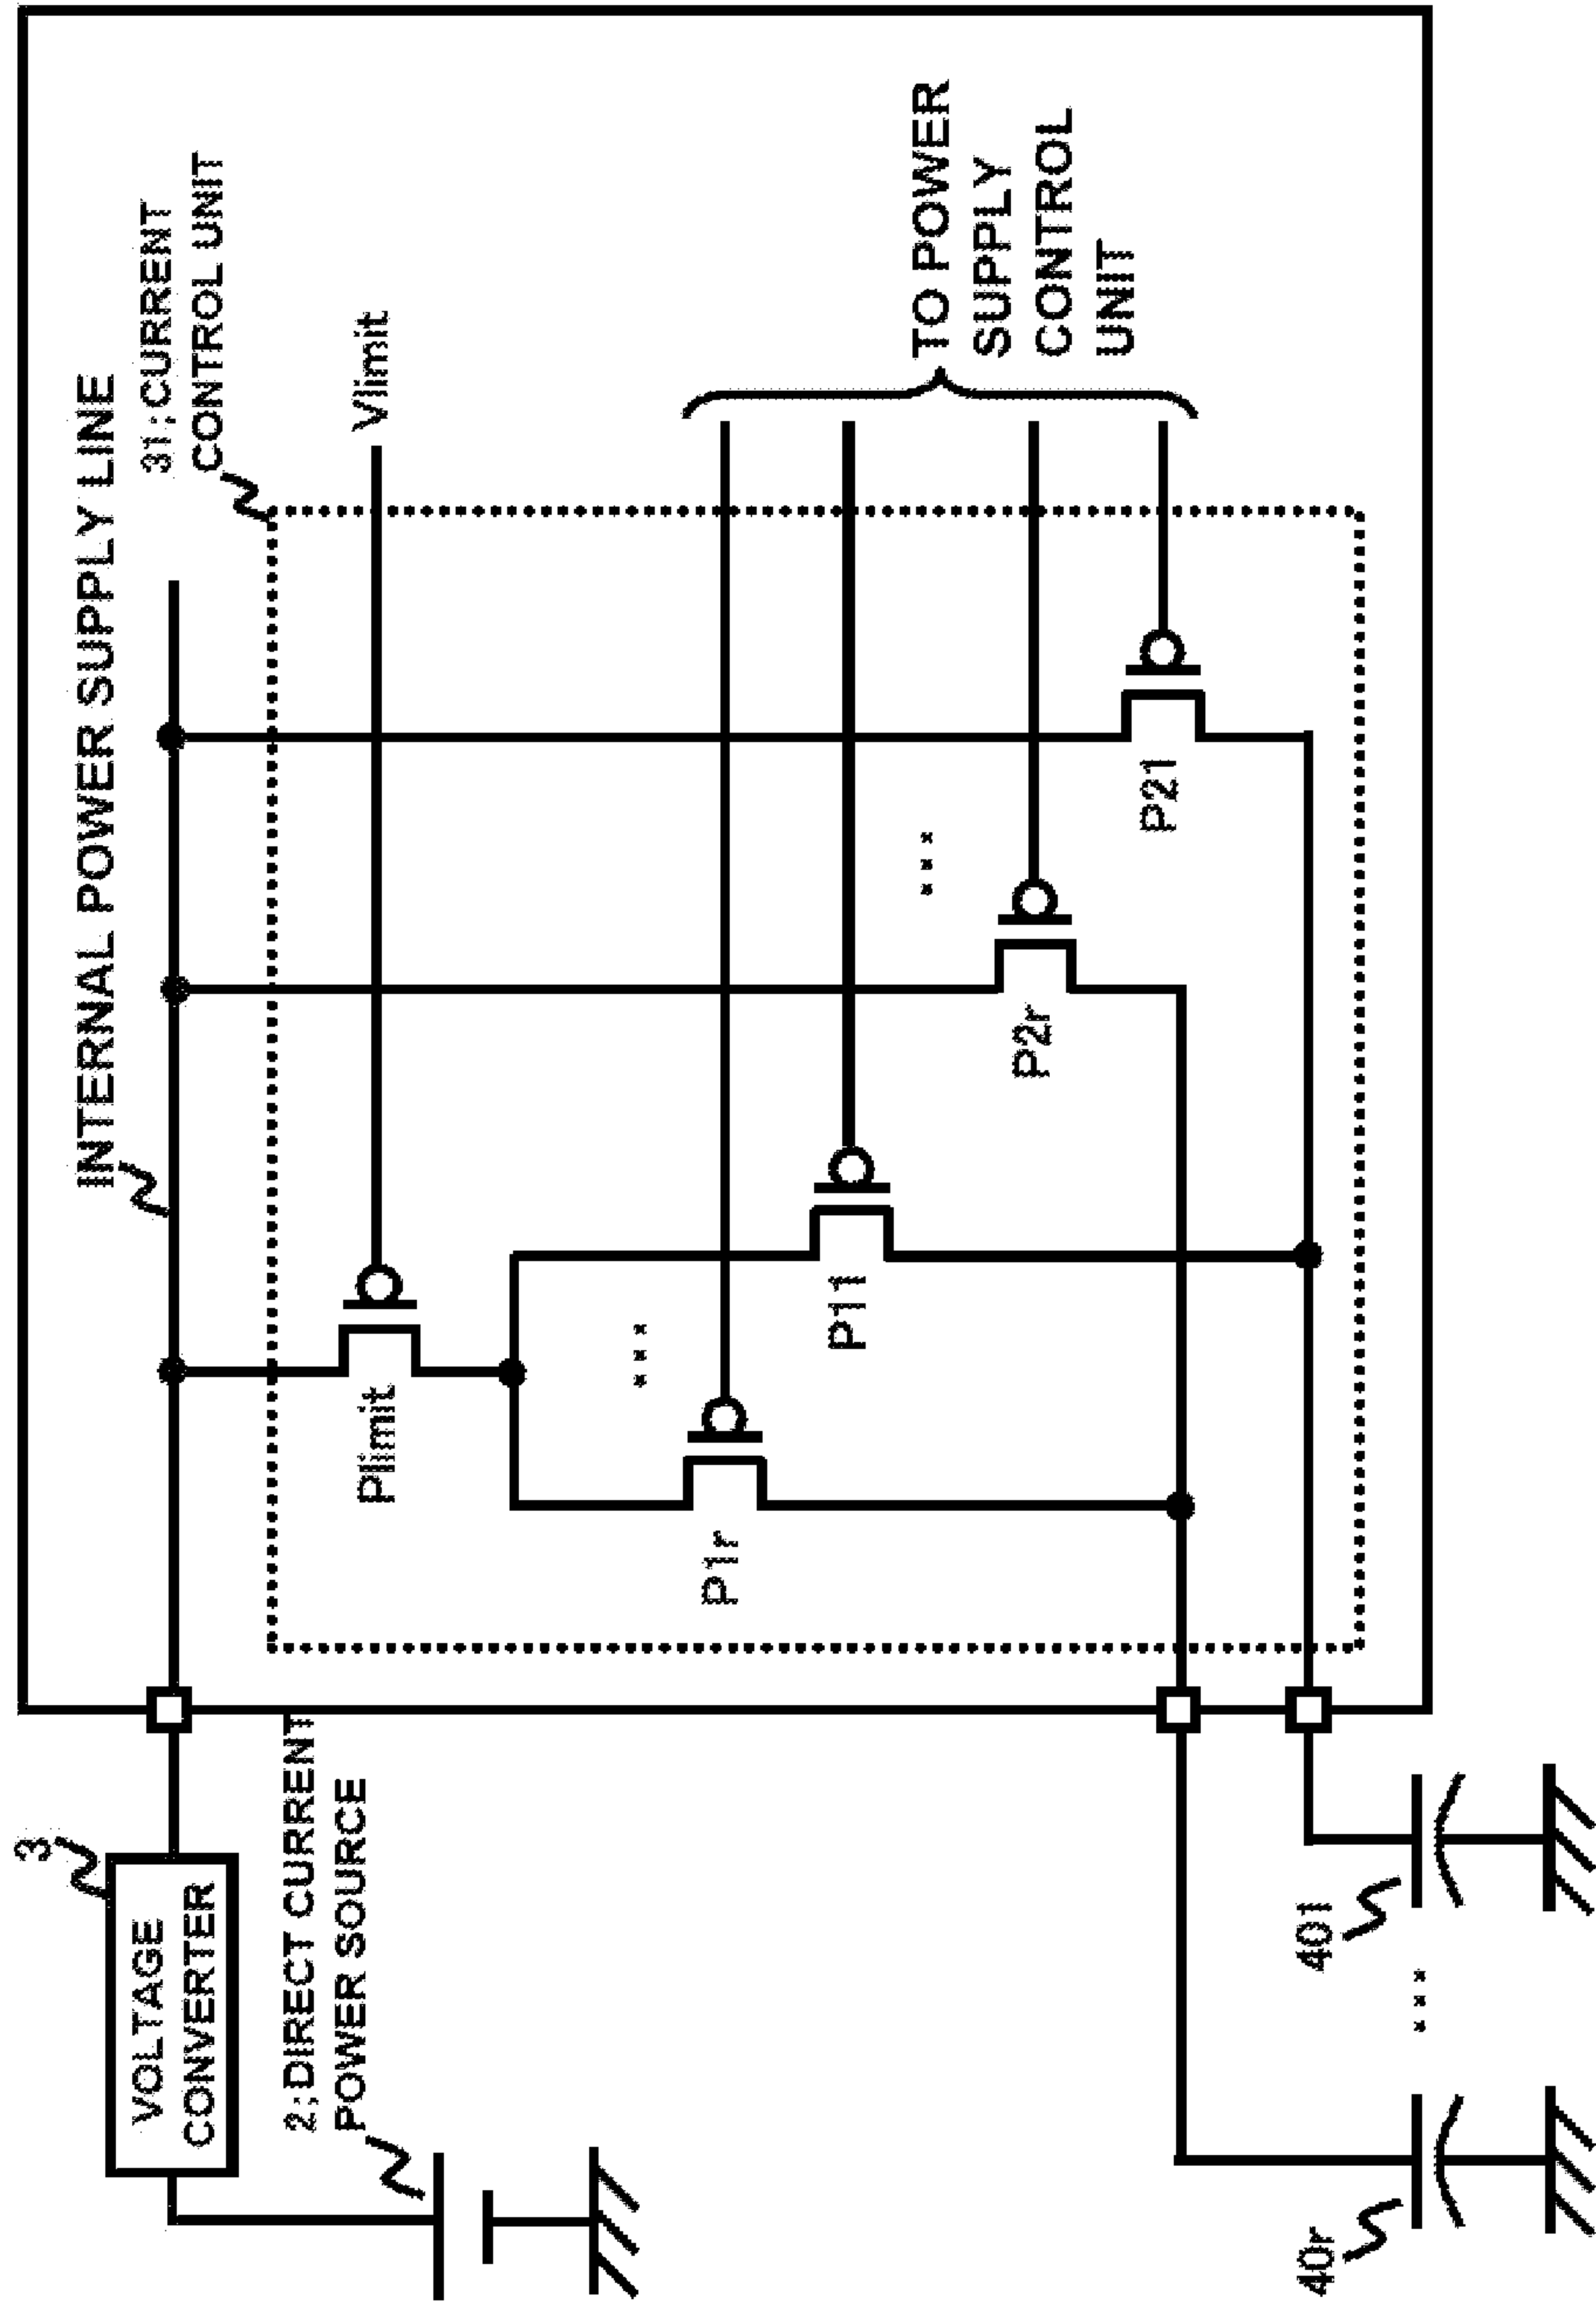 3
VOLTAGE
CONVERTER
2;DIRECT CURRENT
POWER SOURCE
INTERNAL POWER SUPPLY LINE
31;CURRENT
CONTROL UNIT
Vlimit
Plimit
P1r
P11
P2r
P21
TO POWER
SUPPLY
CONTROL
UNIT
40r
401